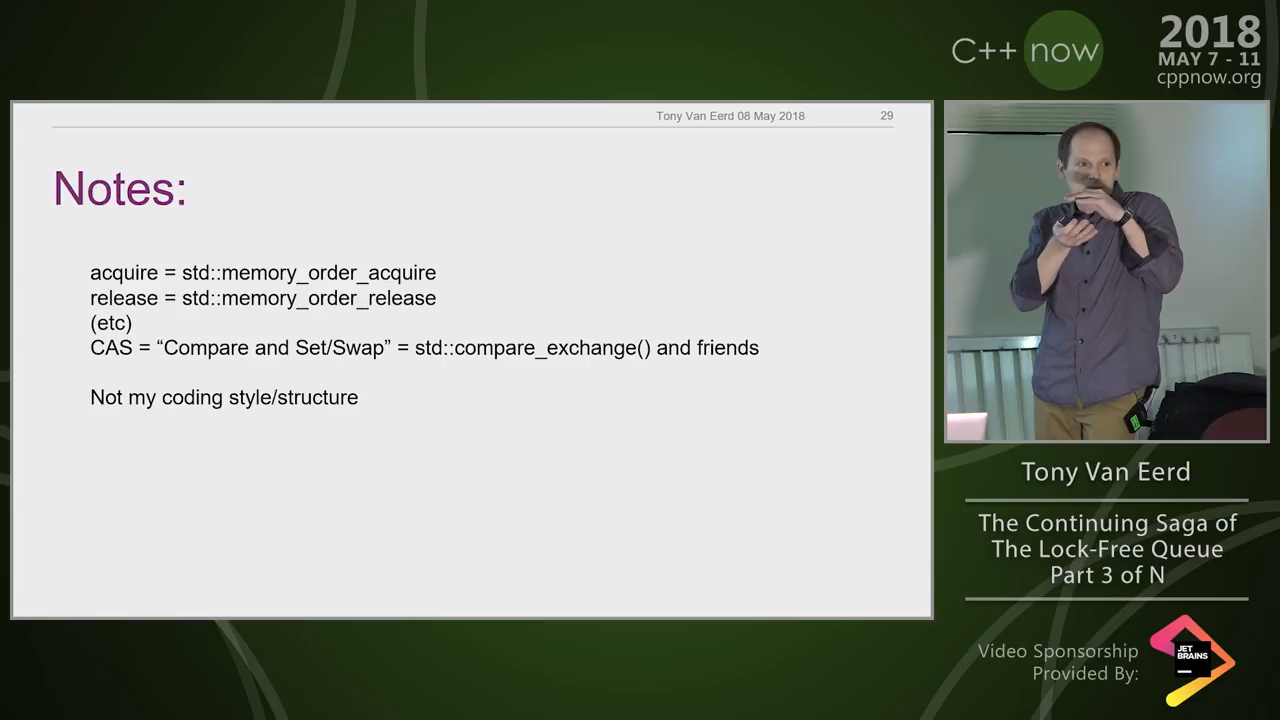 C++ now
2018
MAY 7 - 11
cppnow.org
Tony Van Eerd 08 May 2018
29
Notes:
acquire = std::memory_order_acquire
release = std::memory_order_release
(etc)
CAS = “Compare and Set/Swap” = std::compare_exchange() and friends
Not my coding style/structure
Tony Van Eerd
The Continuing Saga of
The Lock-Free Queue
Part 3 of N
Video Sponsorship
Provided By:
JET
BRAINS